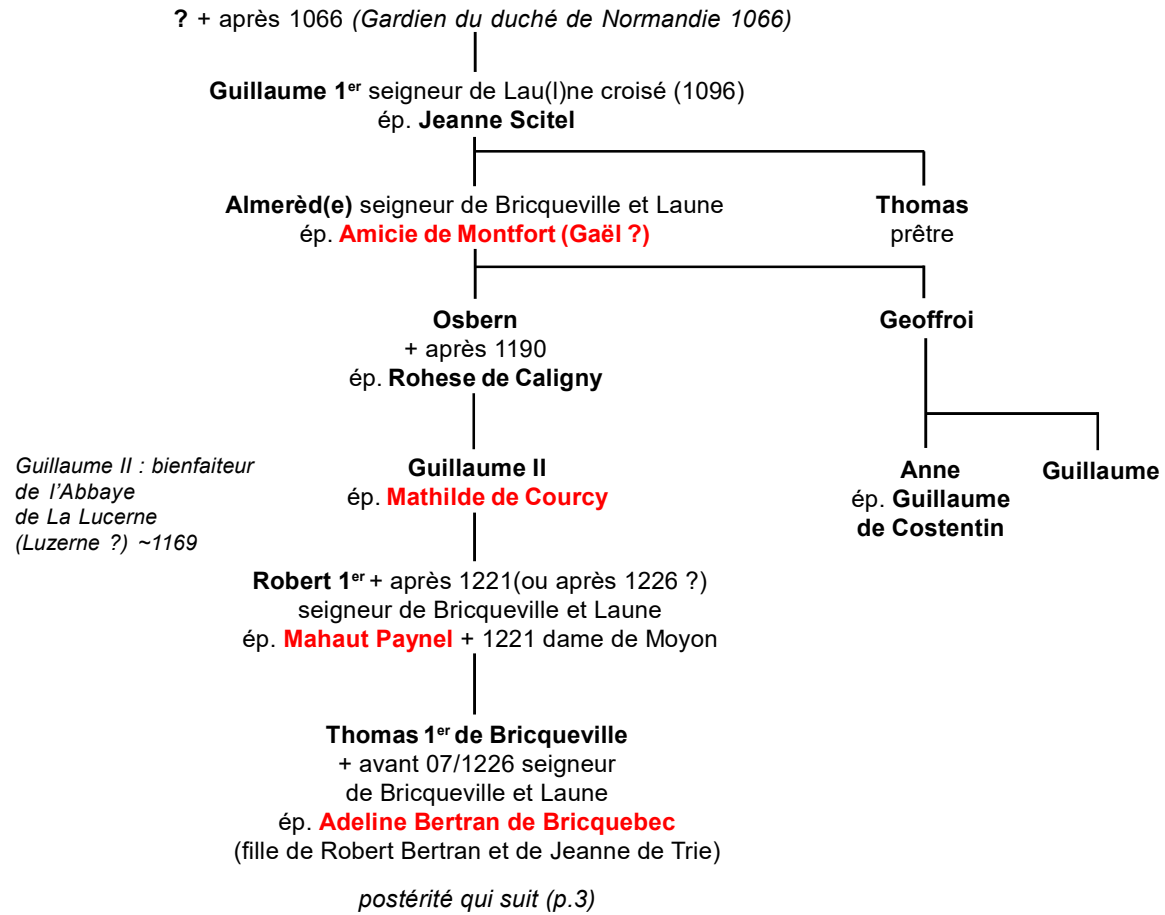 ? + après 1066 (Gardien du duché de Normandie 1066)
Guillaume 1er seigneur de Lau(l)ne croisé (1096)
ép. Jeanne Scitel
Almerèd(e) seigneur de Bricqueville et Laune
ép. Amicie de Montfort (Gaël ?)
Thomas
prêtre
Osbern
+ après 1190
ép. Rohese de Caligny
Geoffroi
Guillaume II : bienfaiteur
de l'Abbaye
de La Lucerne
(Luzerne ?) ~1169
Guillaume II
ép. Mathilde de Courcy
Anne
ép. Guillaume
de Costentin
Guillaume
Robert 1er + après 1221(ou après 1226 ?)
seigneur de Bricqueville et Laune
ép. Mahaut Paynel + 1221 dame de Moyon
Thomas 1er de Bricqueville
+ avant 07/1226 seigneur
de Bricqueville et Laune
ép. Adeline Bertran de Bricquebec
(fille de Robert Bertran et de Jeanne de Trie)
postérité qui suit (p.3)